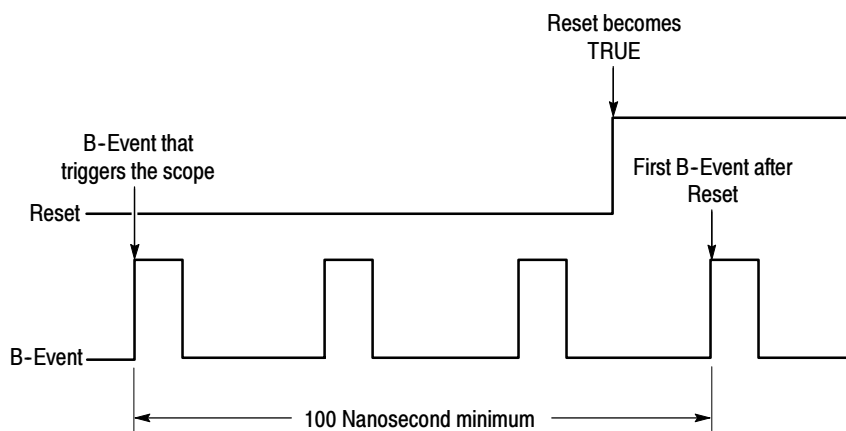 Reset becomes
TRUE
B-Event that
triggers the scope
First B-Event after
Reset
Reset
B-Event
100 Nanosecond minimum